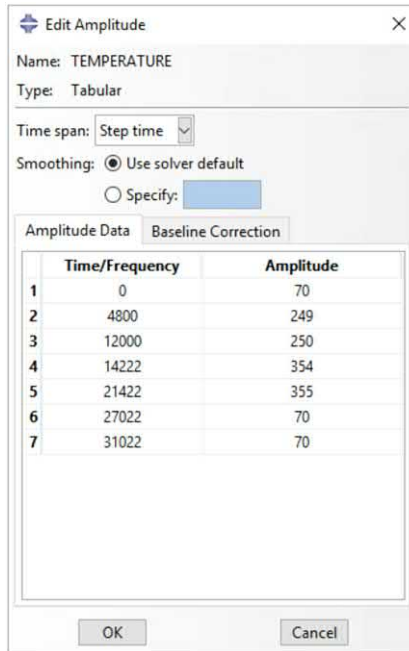 Edit Amplitude
Name: TEMPERATURE
Type: Tabular
Time span: Step time
Smoothing: Use solver default
Specify:
Amplitude Data Baseline Correction
Time/Frequency Amplitude
1 0 70
2 4800 249
3 12000 250
4 14222 354
5 21422 355
6 27022 70
7 31022 70
OK Cancel